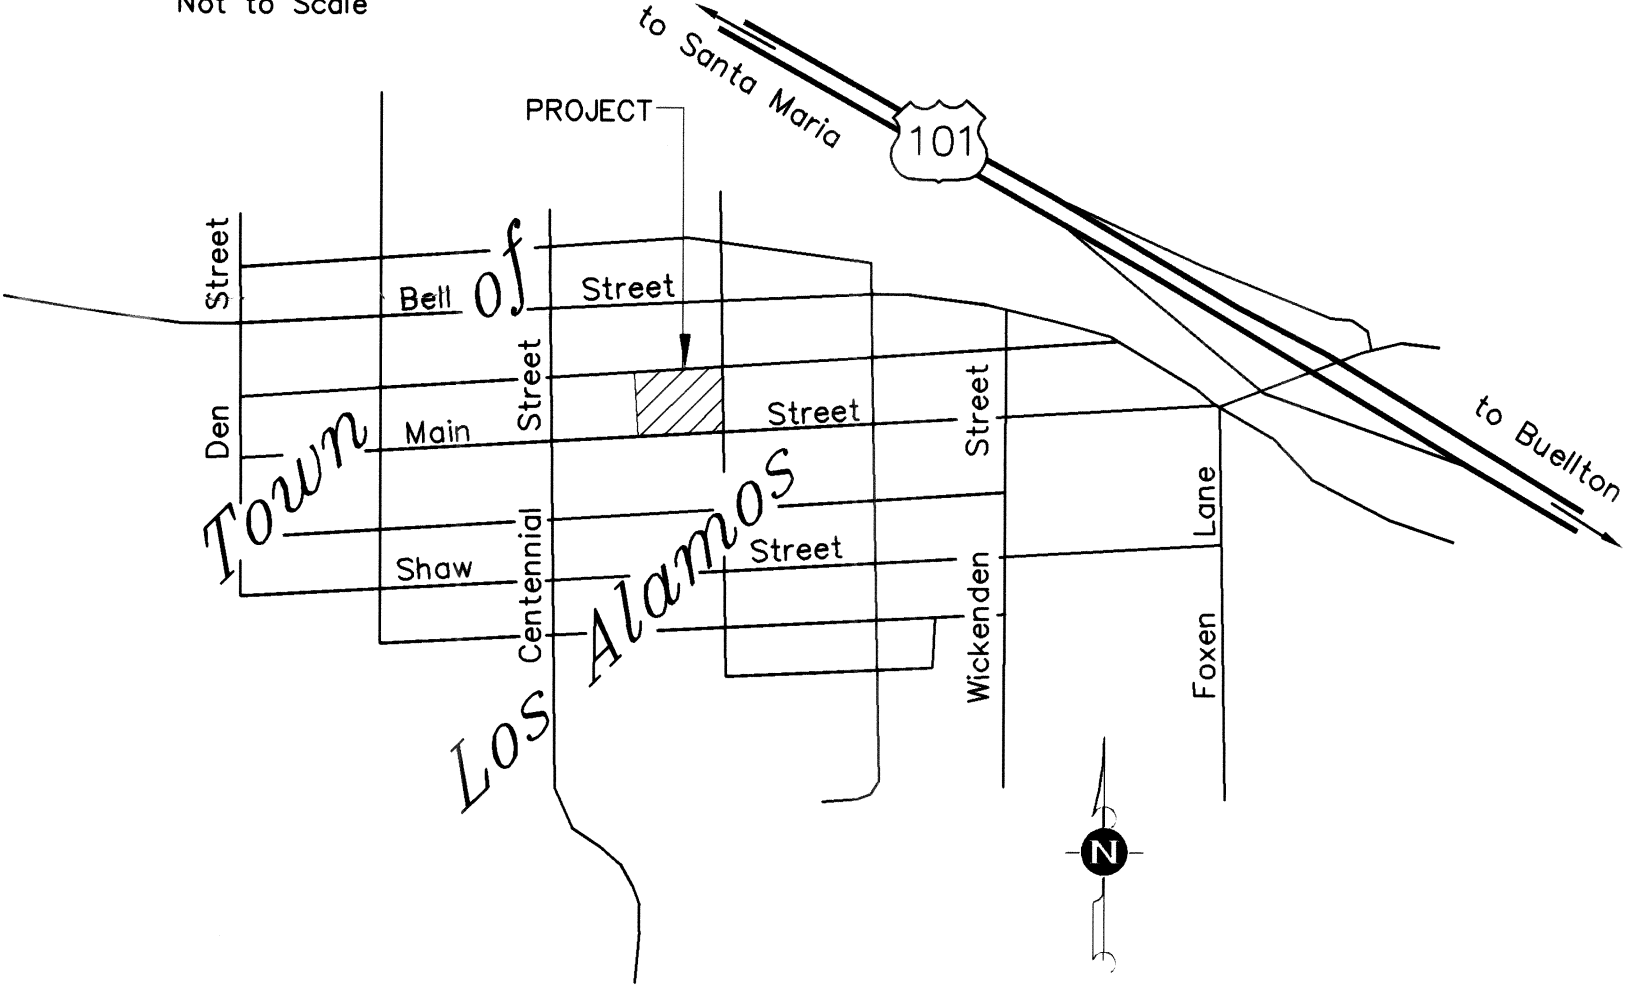 Not to Scale
to Santa Maria
PROJECT
101
Den Street
Bell Street
Town of Los Alamos
Main Street
Centennial Street
Shaw Street
Wickenden Street
Foxen Lane
to Buellton
N